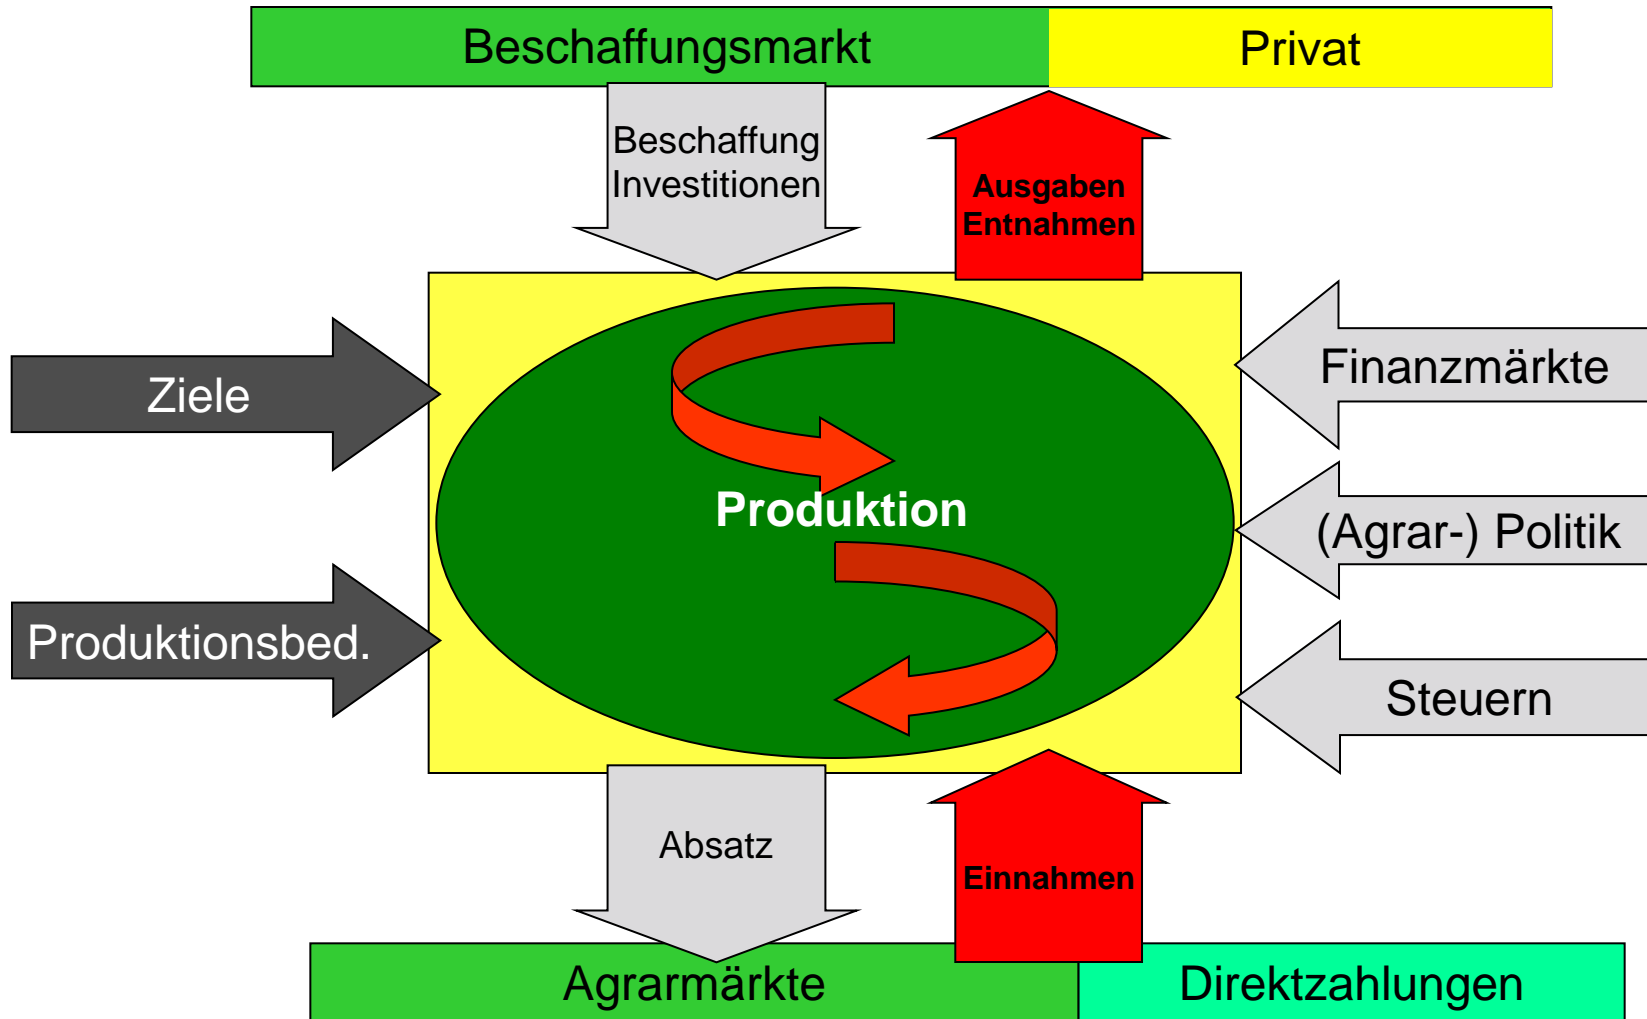 Beschaffungsmarkt
Privat
Beschaffung
Investitionen
Ausgaben
Entnahmen
Ziele
Finanzmärkte
Produktion
(Agrar-) Politik
Produktionsbed.
Steuern
Absatz
Einnahmen
Agrarmärkte
Direktzahlungen